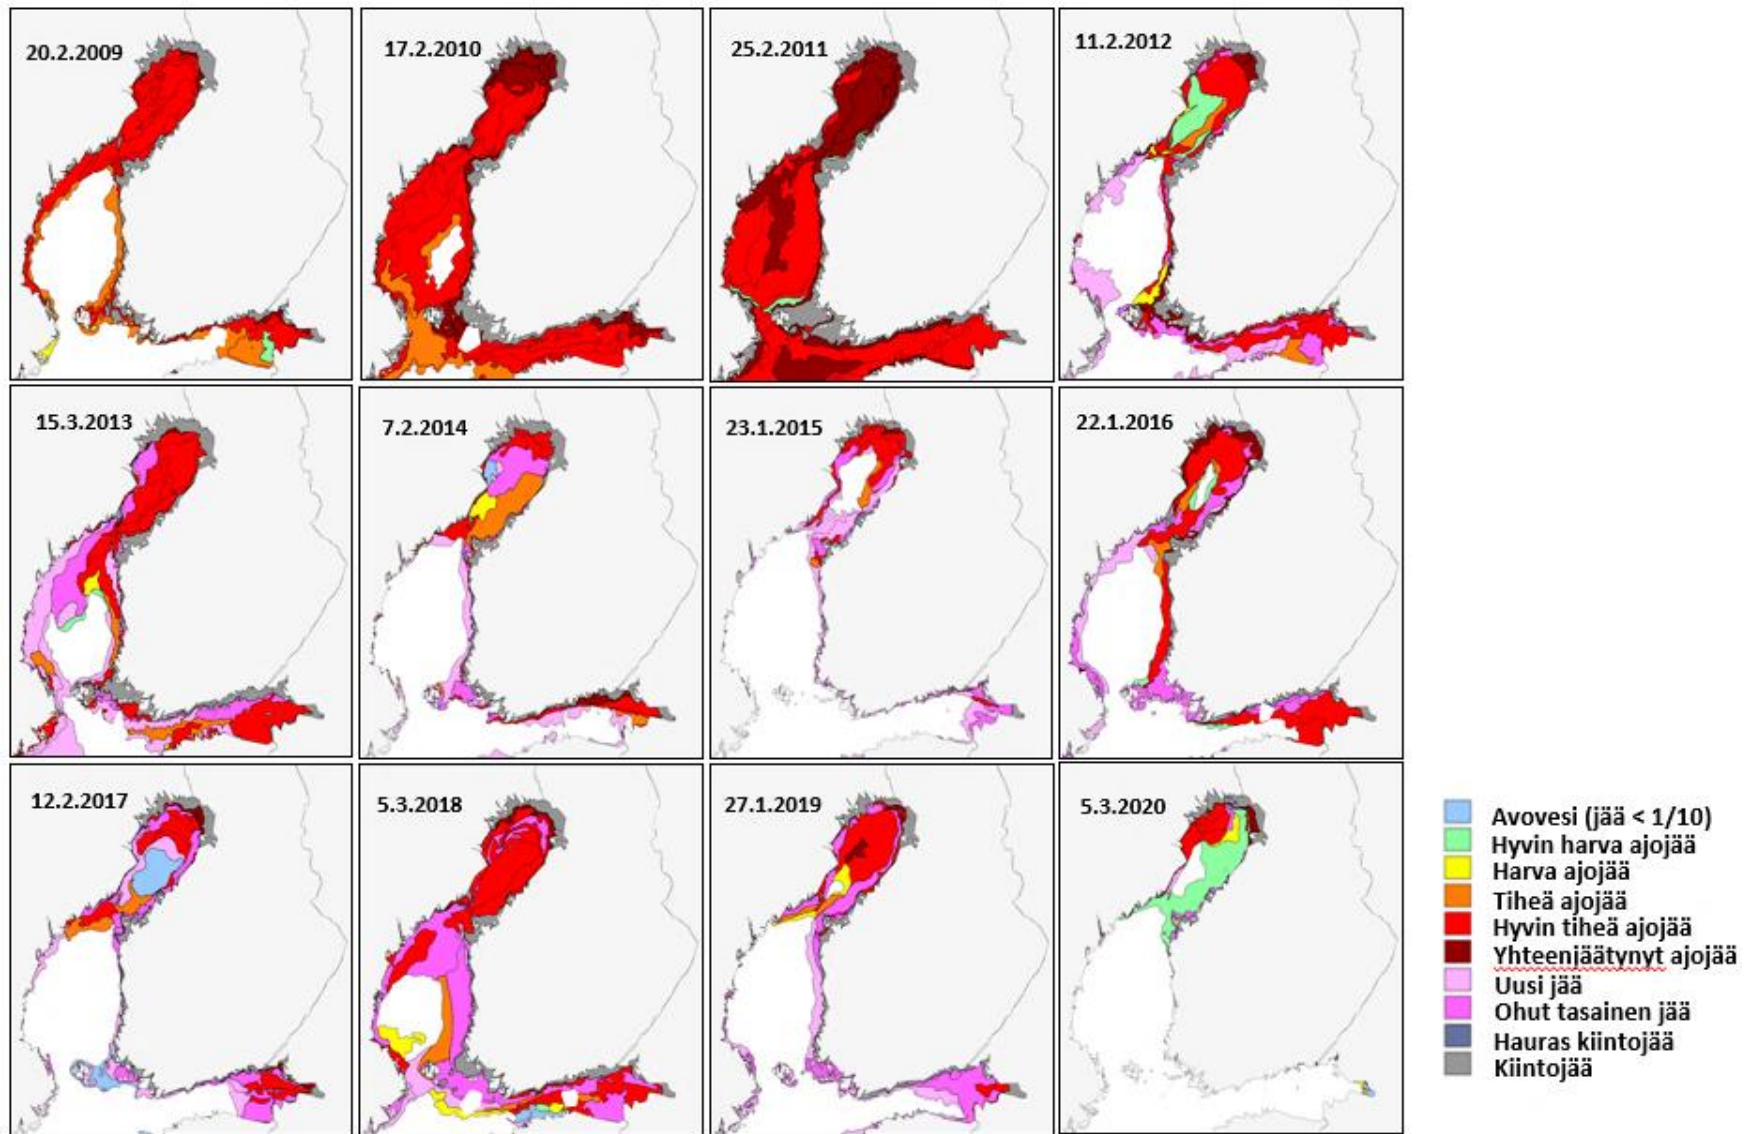 20.2.2009
17.2.2010
25.2.2011
11.2.2012
15.3.2013
7.2.2014
23.1.2015
22.1.2016
12.2.2017
5.3.2018
27.1.2019
5.3.2020
Avovesi (jää < 1/10)
Hyvin harva ajojää
Harva ajojää
Tiheä ajojää
Hyvin tiheä ajojää
Yhteenjäätynyt ajojää
Uusi jää
Ohut tasainen jää
Hauras kiintojää
Kiintojää